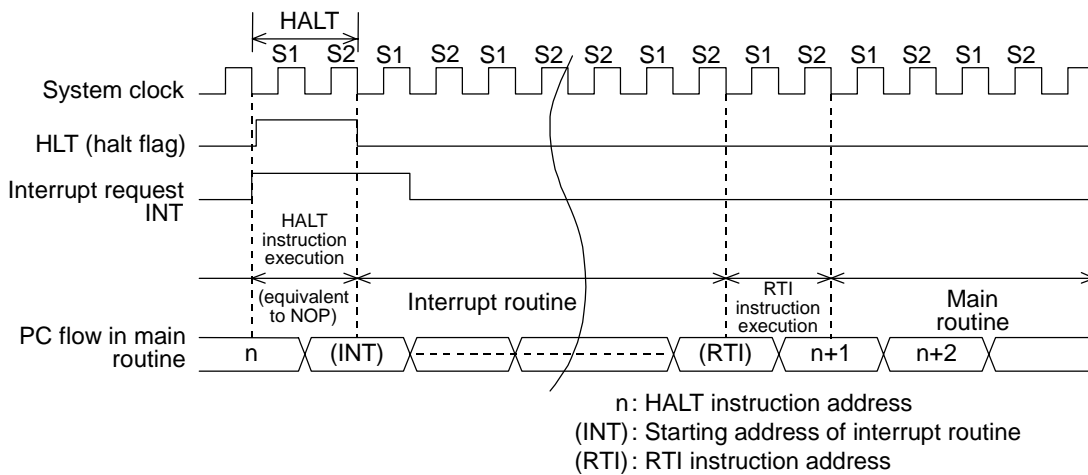 HALT
S1 S2 S1 S2 S1 S2 S2 S1 S2 S1 S2 S1 S2 S1 S2
System clock
HLT (halt flag)
Interrupt request
INT
HALT
instruction
execution
(equivalent
to NOP)
Interrupt routine
RTI
instruction
execution
Main
routine
PC flow in main
routine
n (INT) (RTI) n+1 n+2
n: HALT instruction address
(INT): Starting address of interrupt routine
(RTI): RTI instruction address